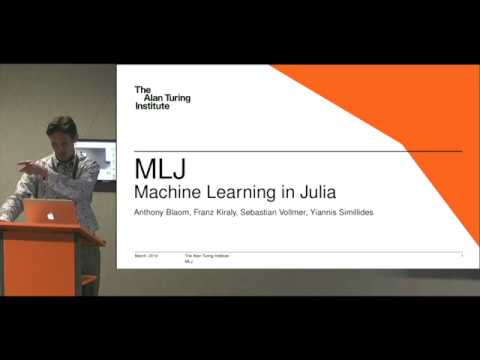 The
Alan Turing
Institute
MLJ
Machine Learning in Julia
Anthony Blaom, Franz Kiraly, Sebastian Vollmer, Yiannis Simillides
March 2019 The Alan Turing Institute 1
MLJ